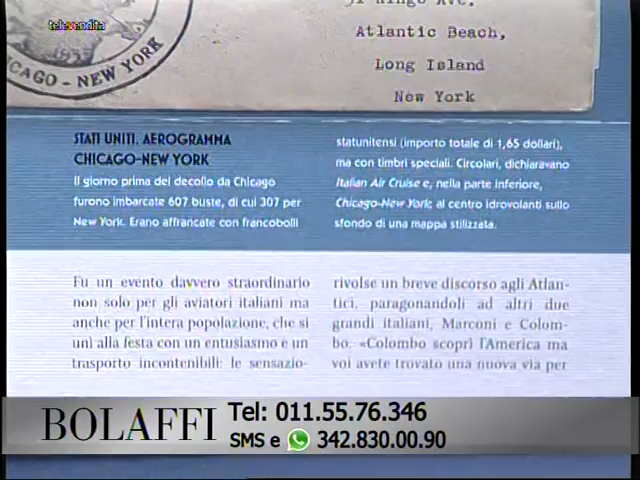 televendita
1933
CHICAGO - NEW YORK
Atlantic Beach,
Long Island
New York
STATI UNITI, AEROGRAMMA
CHICAGO-NEW YORK
Il giorno prima del decollo da Chicago
furono imbarcate 607 buste, di cui 307 per
New York. Erano affrancate con francobolli
statunitensi (importo totale di 1,65 dollari),
ma con timbri speciali. Circolari, dichiaravano
Italian Air Cruise e, nella parte inferiore,
Chicago-New York; al centro idrovolanti sullo
sfondo di una mappa stilizzata.
Fu un evento davvero straordinario
non solo per gli aviatori italiani ma
anche per l'intera popolazione, che si
unì alla festa con un entusiasmo e un
trasporto incontenibili: le sensazio-
rivolse un breve discorso agli Atlan-
tici, paragonandoli ad altri due
grandi italiani, Marconi e Colom-
bo: «Colombo scoprì l'America ma
voi avete trovato una nuova via per
BOLAFFI
Tel: 011.55.76.346
SMS e 342.830.00.90